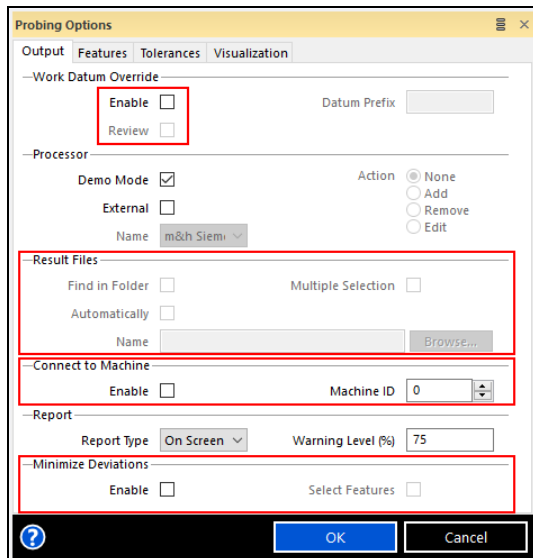 Probing Options
Output Features Tolerances Visualization
Work Datum Override
Enable Datum Prefix
Review
Processor
Demo Mode Action None
Add
External Remove
Edit
Name m&h Siem
Result Files
Find in Folder Multiple Selection
Automatically
Name Browse...
Connect to Machine
Enable Machine ID 0
Report
Report Type On Screen Warning Level (%) 75
Minimize Deviations
Enable Select Features
? OK Cancel